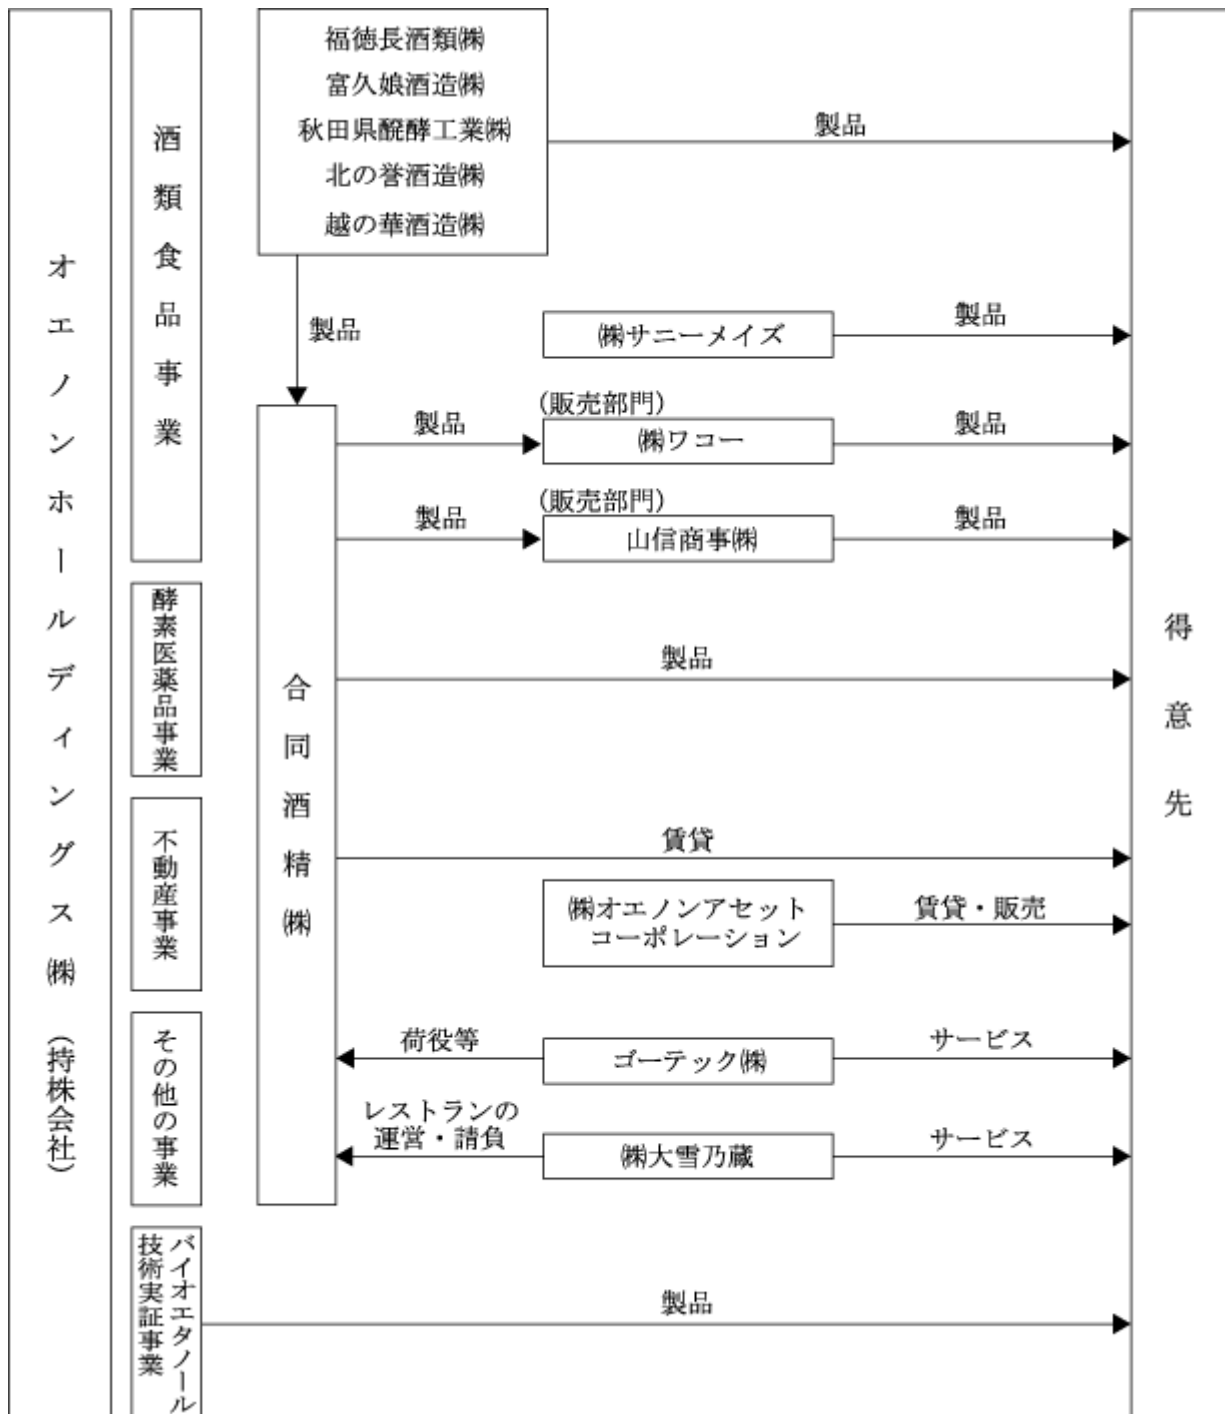 オエノンホールディングス㈱
(持株会社)
酒類食品事業
福徳長酒類㈱
富久娘酒造㈱
秋田県醗酵工業㈱
北の誉酒造㈱
越の華酒造㈱
製品
製品
㈱サニーメイズ
製品
製品
(販売部門)
㈱ワコー
製品
製品
(販売部門)
山信商事㈱
製品
合同酒精㈱
酵素医薬品事業
製品
不動産事業
賃貸
㈱オエノンアセット
コーポレーション
賃貸・販売
その他の事業
荷役等
ゴーテック㈱
サービス
レストランの
運営・請負
㈱大雪乃蔵
サービス
バイオエタノール
技術実証事業
製品
得意先